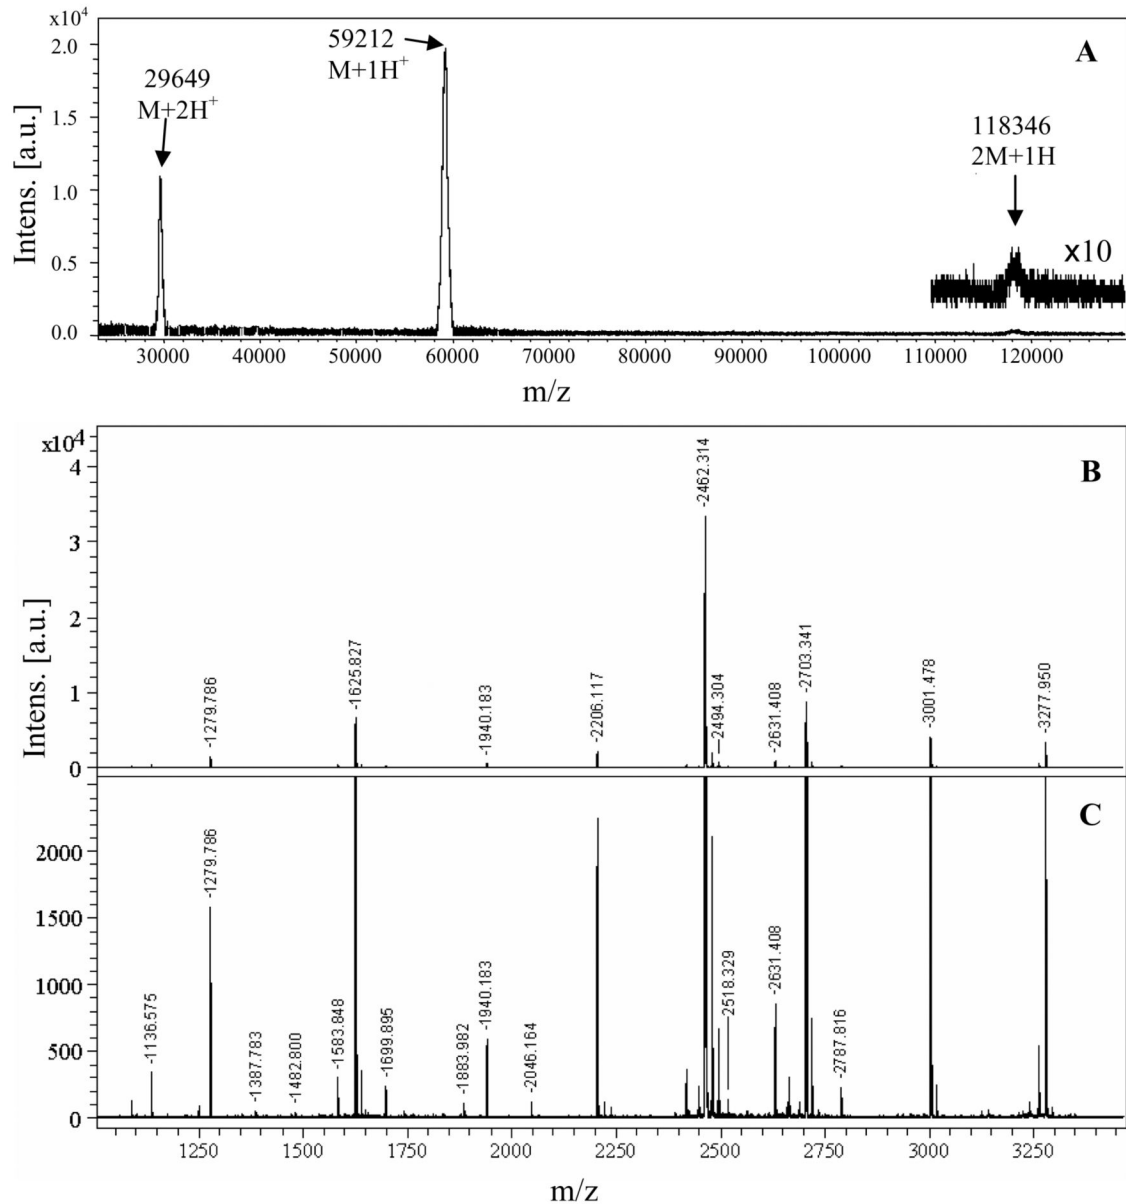 x10⁴
A
59212
M+1H⁺
29649
M+2H⁺
118346
2M+1H
x10
Intens. [a.u.]
2.0
1.5
1.0
0.5
0.0
30000 40000 50000 60000 70000 80000 90000 100000 110000 120000
m/z
x10⁴
B
4
3
2
1
0
Intens. [a.u.]
-1279.786
-1625.827
-1940.183
-2206.117
-2462.314
-2494.304
-2631.408
-2703.341
-3001.478
-3277.950
C
2000
1500
1000
500
0
-1136.575
-1279.786
-1387.783
-1482.800
-1583.848
-1699.895
-1883.982
-1940.183
-2046.164
2518.329
-2631.408
-2787.816
1250 1500 1750 2000 2250 2500 2750 3000 3250
m/z